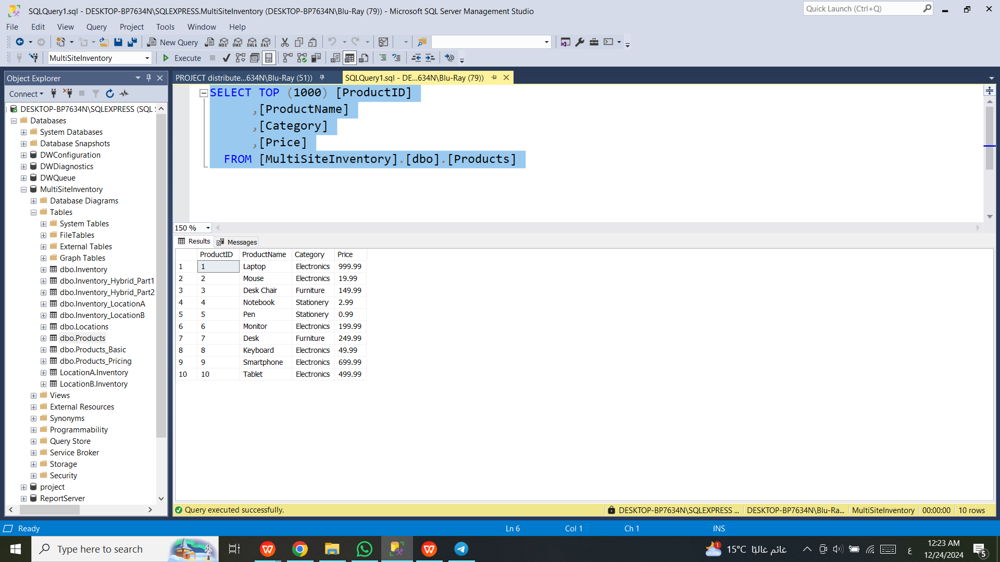 SQLQuery1.sql - DESKTOP-BP7634N\SQLEXPRESS.MultiSiteInventory (DESKTOP-BP7634N\Blu-Ray (79)) - Microsoft SQL Server Management Studio
Quick Launch (Ctrl+Q)
File Edit View Query Project Tools Window Help
New Query MDX DMX XMLA DAX
MultiSiteInventory Execute
Object Explorer
Connect
DESKTOP-BP7634N\SQLEXPRESS (SQL S
Databases
System Databases
Database Snapshots
DWConfiguration
DWDiagnostics
DWQueue
MultiSiteInventory
Database Diagrams
Tables
System Tables
FileTables
External Tables
Graph Tables
dbo.Inventory
dbo.Inventory_Hybrid_Part1
dbo.Inventory_Hybrid_Part2
dbo.Inventory_LocationA
dbo.Inventory_LocationB
dbo.Locations
dbo.Products
dbo.Products_Basic
dbo.Products_Pricing
LocationA.Inventory
LocationB.Inventory
Views
External Resources
Synonyms
Programmability
Query Store
Service Broker
Storage
Security
project
ReportServer
PROJECT distribute...634N\Blu-Ray (51)) SQLQuery1.sql - DE...634N\Blu-Ray (79))
SELECT TOP (1000) [ProductID]
,[ProductName]
,[Category]
,[Price]
FROM [MultiSiteInventory].[dbo].[Products]
150 %
Results Messages
ProductID ProductName Category Price
1 1 Laptop Electronics 999.99
2 2 Mouse Electronics 19.99
3 3 Desk Chair Furniture 149.99
4 4 Notebook Stationery 2.99
5 5 Pen Stationery 0.99
6 6 Monitor Electronics 199.99
7 7 Desk Furniture 249.99
8 8 Keyboard Electronics 49.99
9 9 Smartphone Electronics 699.99
10 10 Tablet Electronics 499.99
Query executed successfully. DESKTOP-BP7634N\SQLEXPRESS ... DESKTOP-BP7634N\Blu-Ra... MultiSiteInventory 00:00:00 10 rows
Ready Ln 6 Col 1 Ch 1 INS
Type here to search
1 15°C غائم غالبًا ع 12:23 AM
12/24/2024 5